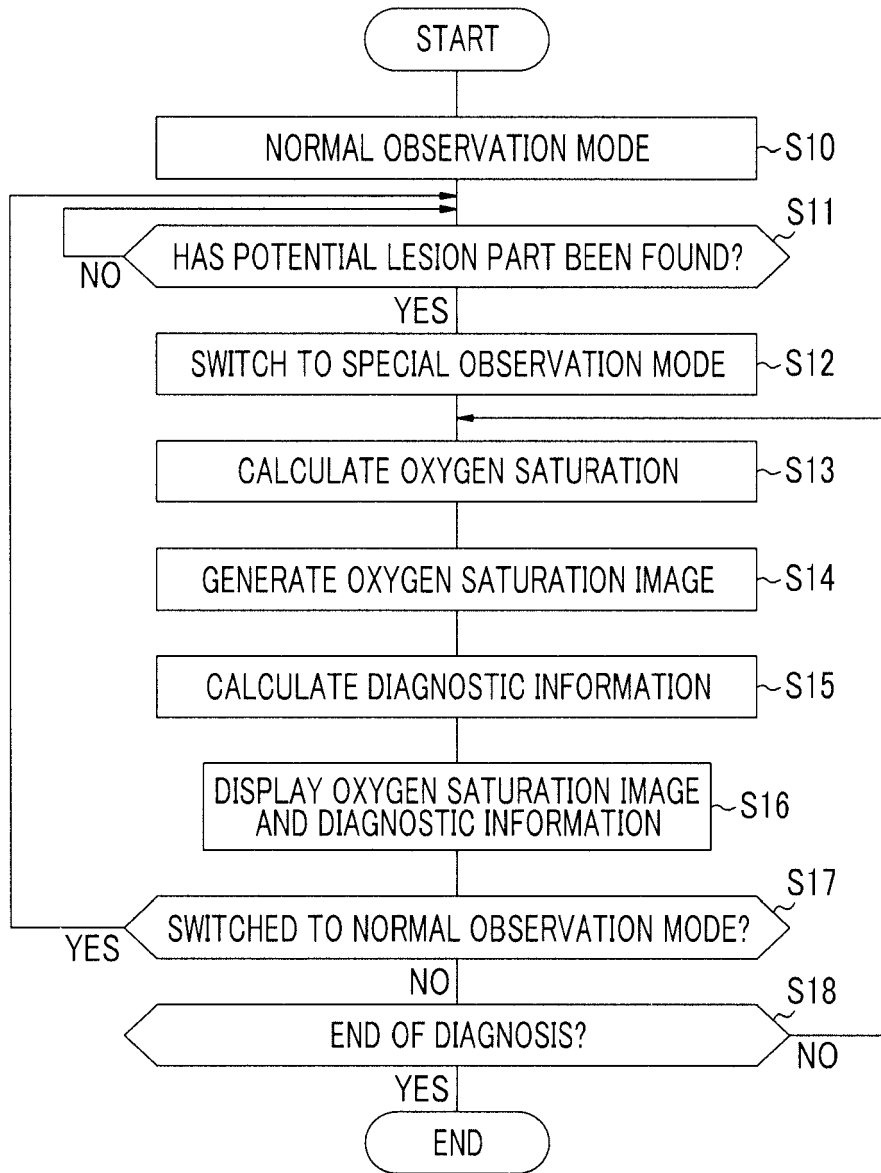 START
NORMAL OBSERVATION MODE
S10
S11
HAS POTENTIAL LESION PART BEEN FOUND?
NO
YES
SWITCH TO SPECIAL OBSERVATION MODE
S12
CALCULATE OXYGEN SATURATION
S13
GENERATE OXYGEN SATURATION IMAGE
S14
CALCULATE DIAGNOSTIC INFORMATION
S15
DISPLAY OXYGEN SATURATION IMAGE
AND DIAGNOSTIC INFORMATION
S16
S17
SWITCHED TO NORMAL OBSERVATION MODE?
YES
NO
S18
END OF DIAGNOSIS?
NO
YES
END